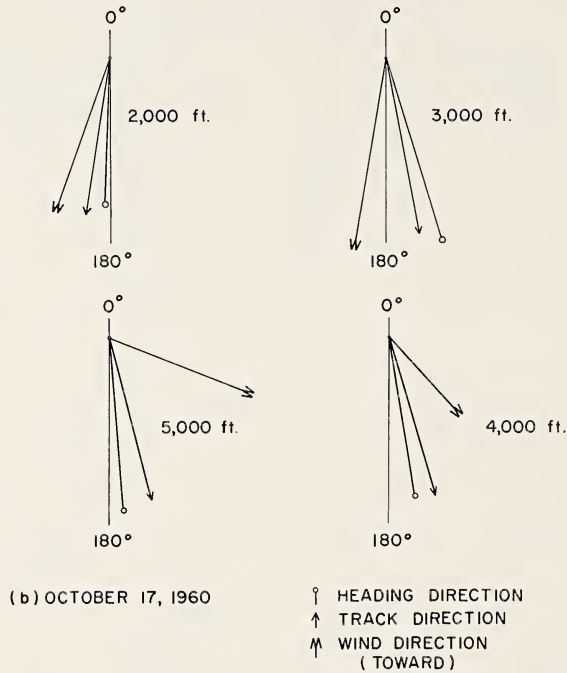 0°
2,000 ft.
180°
0°
3,000 ft.
180°
0°
5,000 ft.
180°
0°
4,000 ft.
180°
(b) OCTOBER 17, 1960
HEADING DIRECTION
TRACK DIRECTION
WIND DIRECTION
(TOWARD)